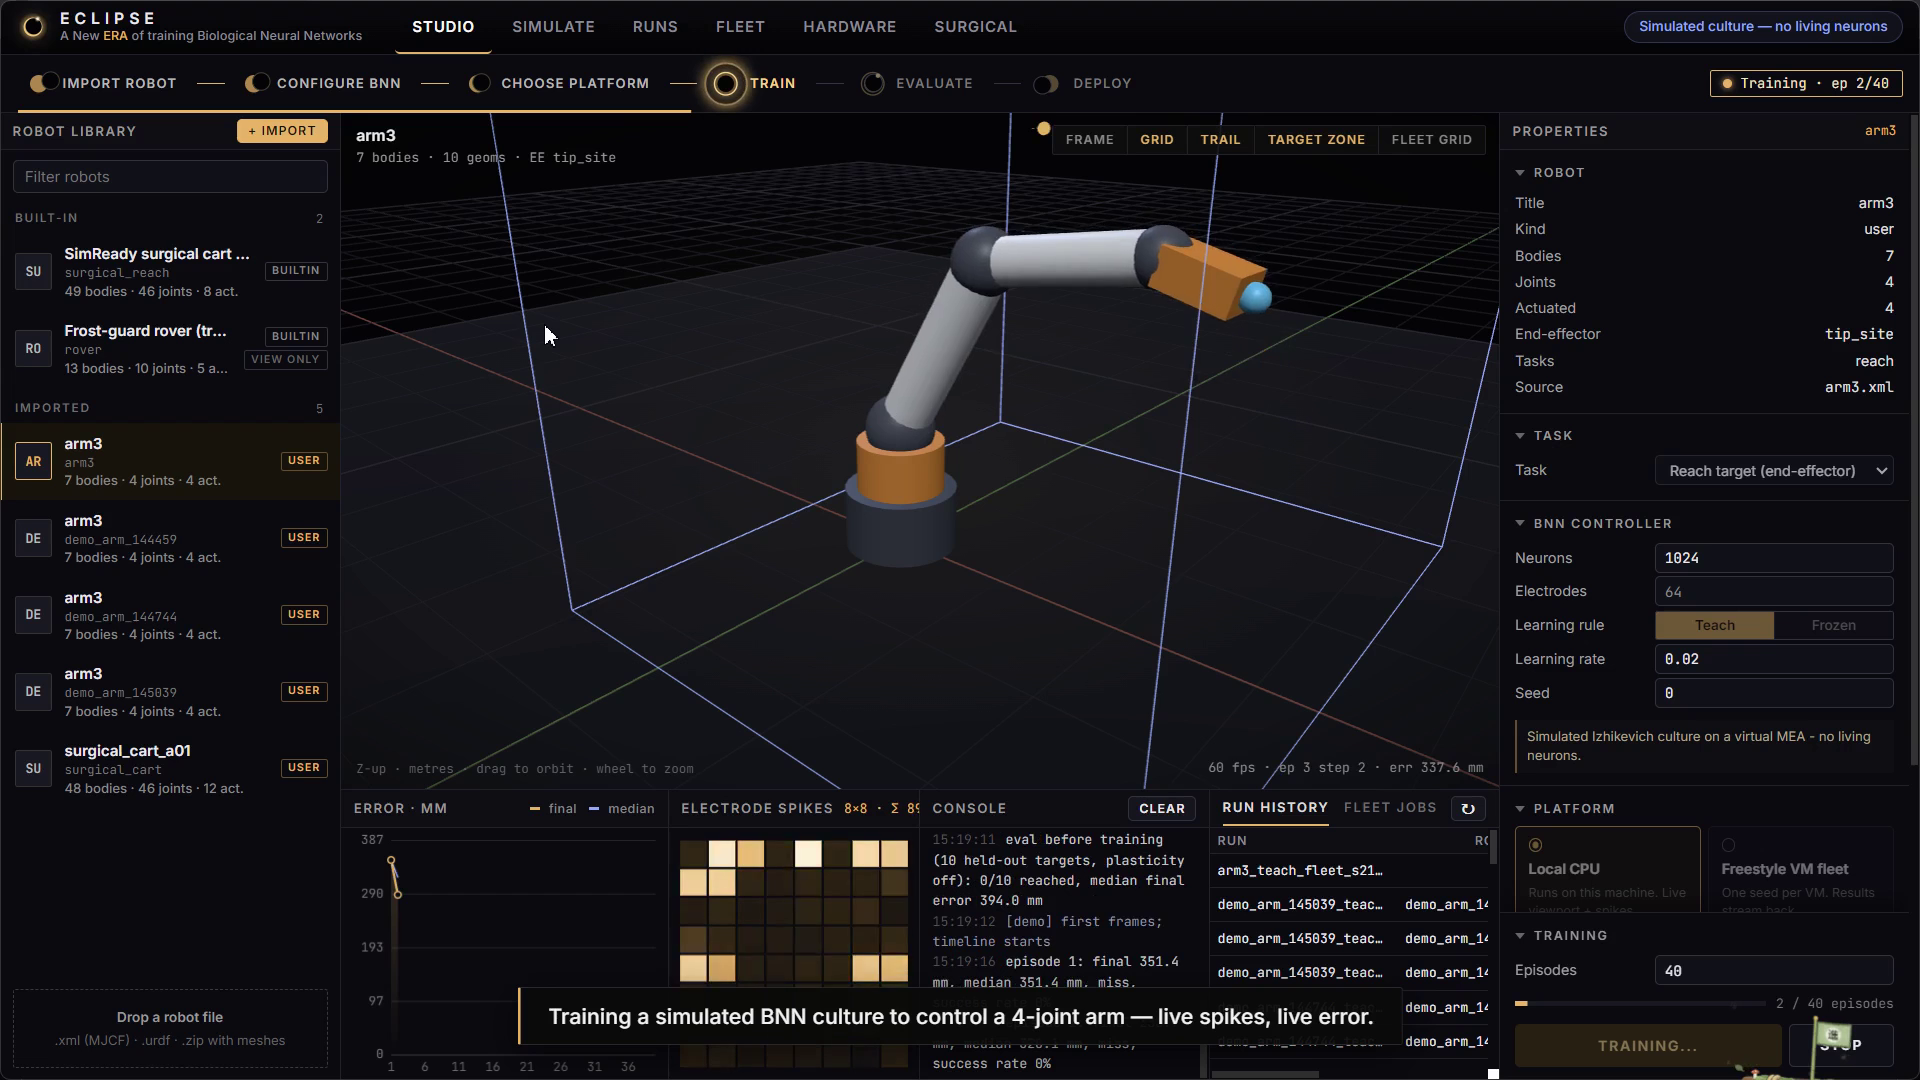 ECLIPSE
A New ERA of training Biological Neural Networks
STUDIO
SIMULATE
RUNS
FLEET
HARDWARE
SURGICAL
Simulated culture — no living neurons
IMPORT ROBOT
CONFIGURE BNN
CHOOSE PLATFORM
TRAIN
EVALUATE
DEPLOY
Training · ep 2/40
ROBOT LIBRARY
+ IMPORT
Filter robots
BUILT-IN 2
SU
SimReady surgical cart ...
surgical_reach
49 bodies · 46 joints · 8 act.
BUILTIN
RO
Frost-guard rover (tr...
rover
13 bodies · 10 joints · 5 a...
BUILTIN
VIEW ONLY
IMPORTED 5
AR
arm3
arm3
7 bodies · 4 joints · 4 act.
USER
DE
arm3
demo_arm_144459
7 bodies · 4 joints · 4 act.
USER
DE
arm3
demo_arm_144744
7 bodies · 4 joints · 4 act.
USER
DE
arm3
demo_arm_145039
7 bodies · 4 joints · 4 act.
USER
SU
surgical_cart_a01
surgical_cart
48 bodies · 46 joints · 12 act.
USER
Drop a robot file
.xml (MJCF) · .urdf · .zip with meshes
arm3
7 bodies · 10 geoms · EE tip_site
FRAME
GRID
TRAIL
TARGET ZONE
FLEET GRID
Z-up · metres · drag to orbit · wheel to zoom
60 fps · ep 3 step 2 · err 337.6 mm
ERROR · MM
final
median
387
290
193
97
0
1 6 11 16 21 26 31 36
ELECTRODE SPIKES 8×8 · Σ 89
CONSOLE
CLEAR
15:19:11 eval before training
(10 held-out targets, plasticity
off): 0/10 reached, median final
error 394.0 mm
15:19:12 [demo] first frames;
timeline starts
15:19:16 episode 1: final 351.4
mm, median 351.4 mm, miss,
success rate 0%
RUN HISTORY
FLEET JOBS
↻
RUN
arm3_teach_fleet_s21…
demo_arm_145039_teac… demo_arm_14
demo_arm_145039_teac… demo_arm_14
demo_arm_145039_teac… demo_arm_14
Training a simulated BNN culture to control a 4-joint arm — live spikes, live error.
PROPERTIES
arm3
ROBOT
Title arm3
Kind user
Bodies 7
Joints 4
Actuated 4
End-effector tip_site
Tasks reach
Source arm3.xml
TASK
Task Reach target (end-effector)
BNN CONTROLLER
Neurons 1024
Electrodes 64
Learning rule Teach Frozen
Learning rate 0.02
Seed 0
Simulated Izhikevich culture on a virtual MEA - no living
neurons.
PLATFORM
Local CPU
Runs on this machine. Live
viewport + spikes
Freestyle VM fleet
One seed per VM. Results
stream back
TRAINING
Episodes 40
2 / 40 episodes
TRAINING...